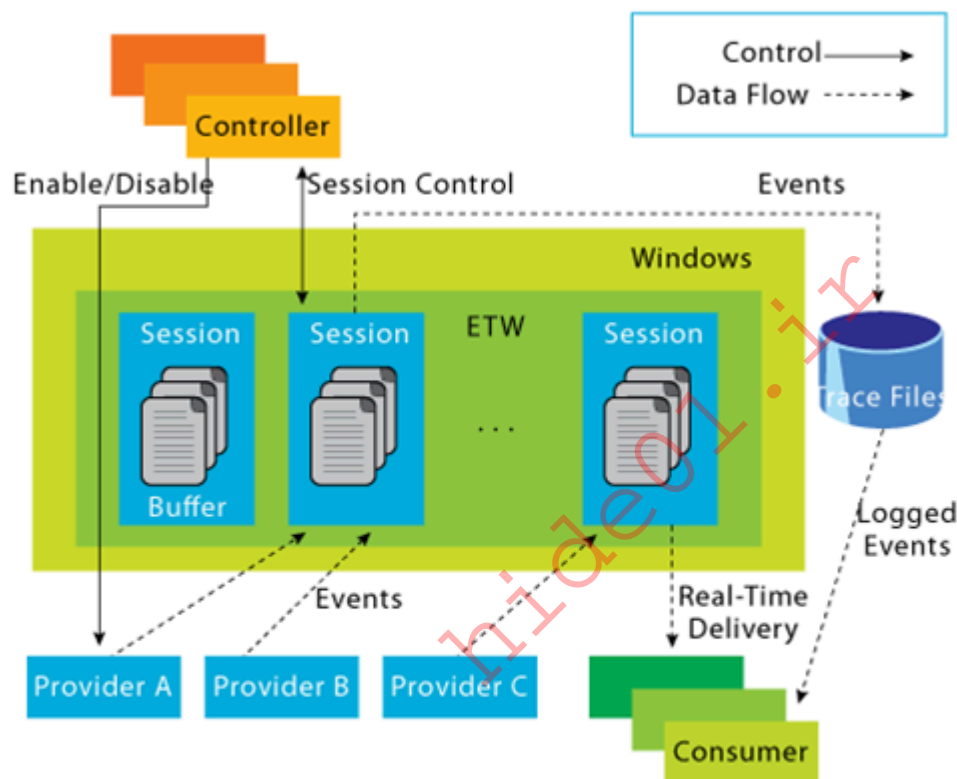 Control
Data Flow
Controller
Enable/Disable
Session Control
Events
Windows
ETW
Session
Session
Session
...
Buffer
Trace Files
Logged
Events
Events
Real-Time
Delivery
Provider A
Provider B
Provider C
Consumer
hide01.ir